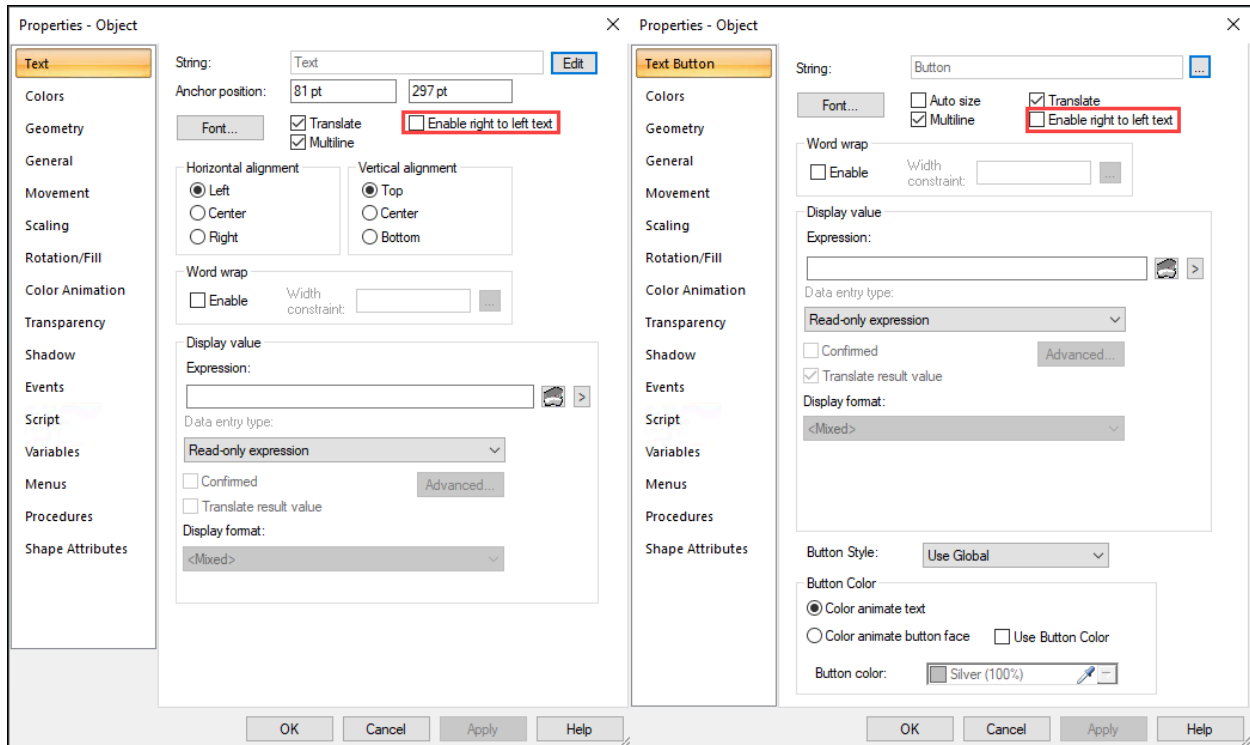 Properties - Object
Text
Colors
Geometry
General
Movement
Scaling
Rotation/Fill
Color Animation
Transparency
Shadow
Events
Script
Variables
Menus
Procedures
Shape Attributes
String: Text Edit
Anchor position: 81 pt 297 pt
Font... Translate Enable right to left text
Multiline
Horizontal alignment Vertical alignment
Left Top
Center Center
Right Bottom
Word wrap
Enable Width constraint: ...
Display value
Expression:
>
Data entry type:
Read-only expression
Confirmed Advanced...
Translate result value
Display format:
<Mixed>
OK Cancel Apply Help
Properties - Object
Text Button
Colors
Geometry
General
Movement
Scaling
Rotation/Fill
Color Animation
Transparency
Shadow
Events
Script
Variables
Menus
Procedures
Shape Attributes
String: Button ...
Font... Auto size Translate
Multiline Enable right to left text
Word wrap
Enable Width constraint: ...
Display value
Expression:
>
Data entry type:
Read-only expression
Confirmed Advanced...
Translate result value
Display format:
<Mixed>
Button Style: Use Global
Button Color
Color animate text
Color animate button face Use Button Color
Button color: Silver (100%)
OK Cancel Apply Help